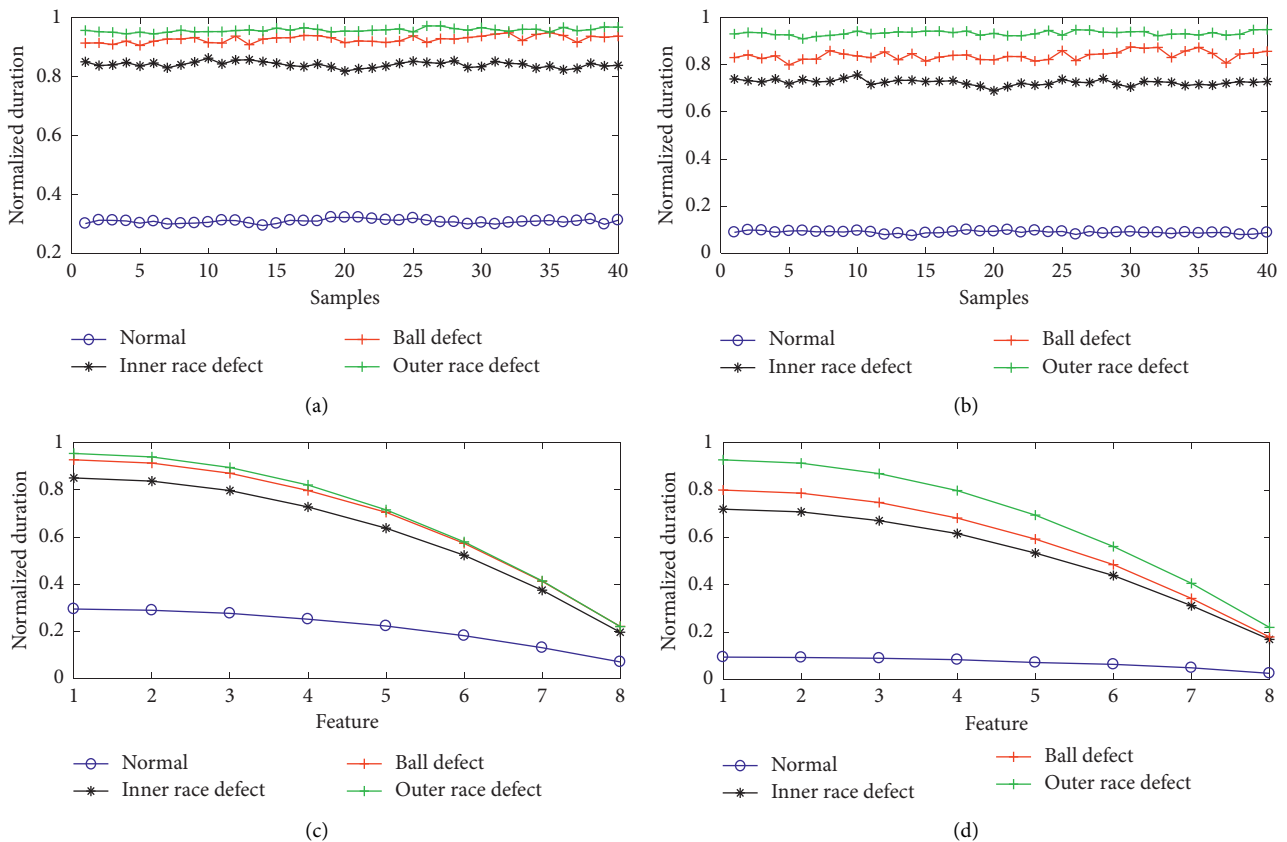 1
0.8
0.6
0.4
0.2
Normalized duration
0 5 10 15 20 25 30 35 40
Samples
Normal
Inner race defect
Ball defect
Outer race defect
(a)
1
0.8
0.6
0.4
0.2
0
Normalized duration
0 5 10 15 20 25 30 35 40
Samples
Normal
Inner race defect
Ball defect
Outer race defect
(b)
1
0.8
0.6
0.4
0.2
0
Normalized duration
1 2 3 4 5 6 7 8
Feature
Normal
Inner race defect
Ball defect
Outer race defect
(c)
1
0.8
0.6
0.4
0.2
0
Normalized duration
1 2 3 4 5 6 7 8
Feature
Normal
Inner race defect
Ball defect
Outer race defect
(d)